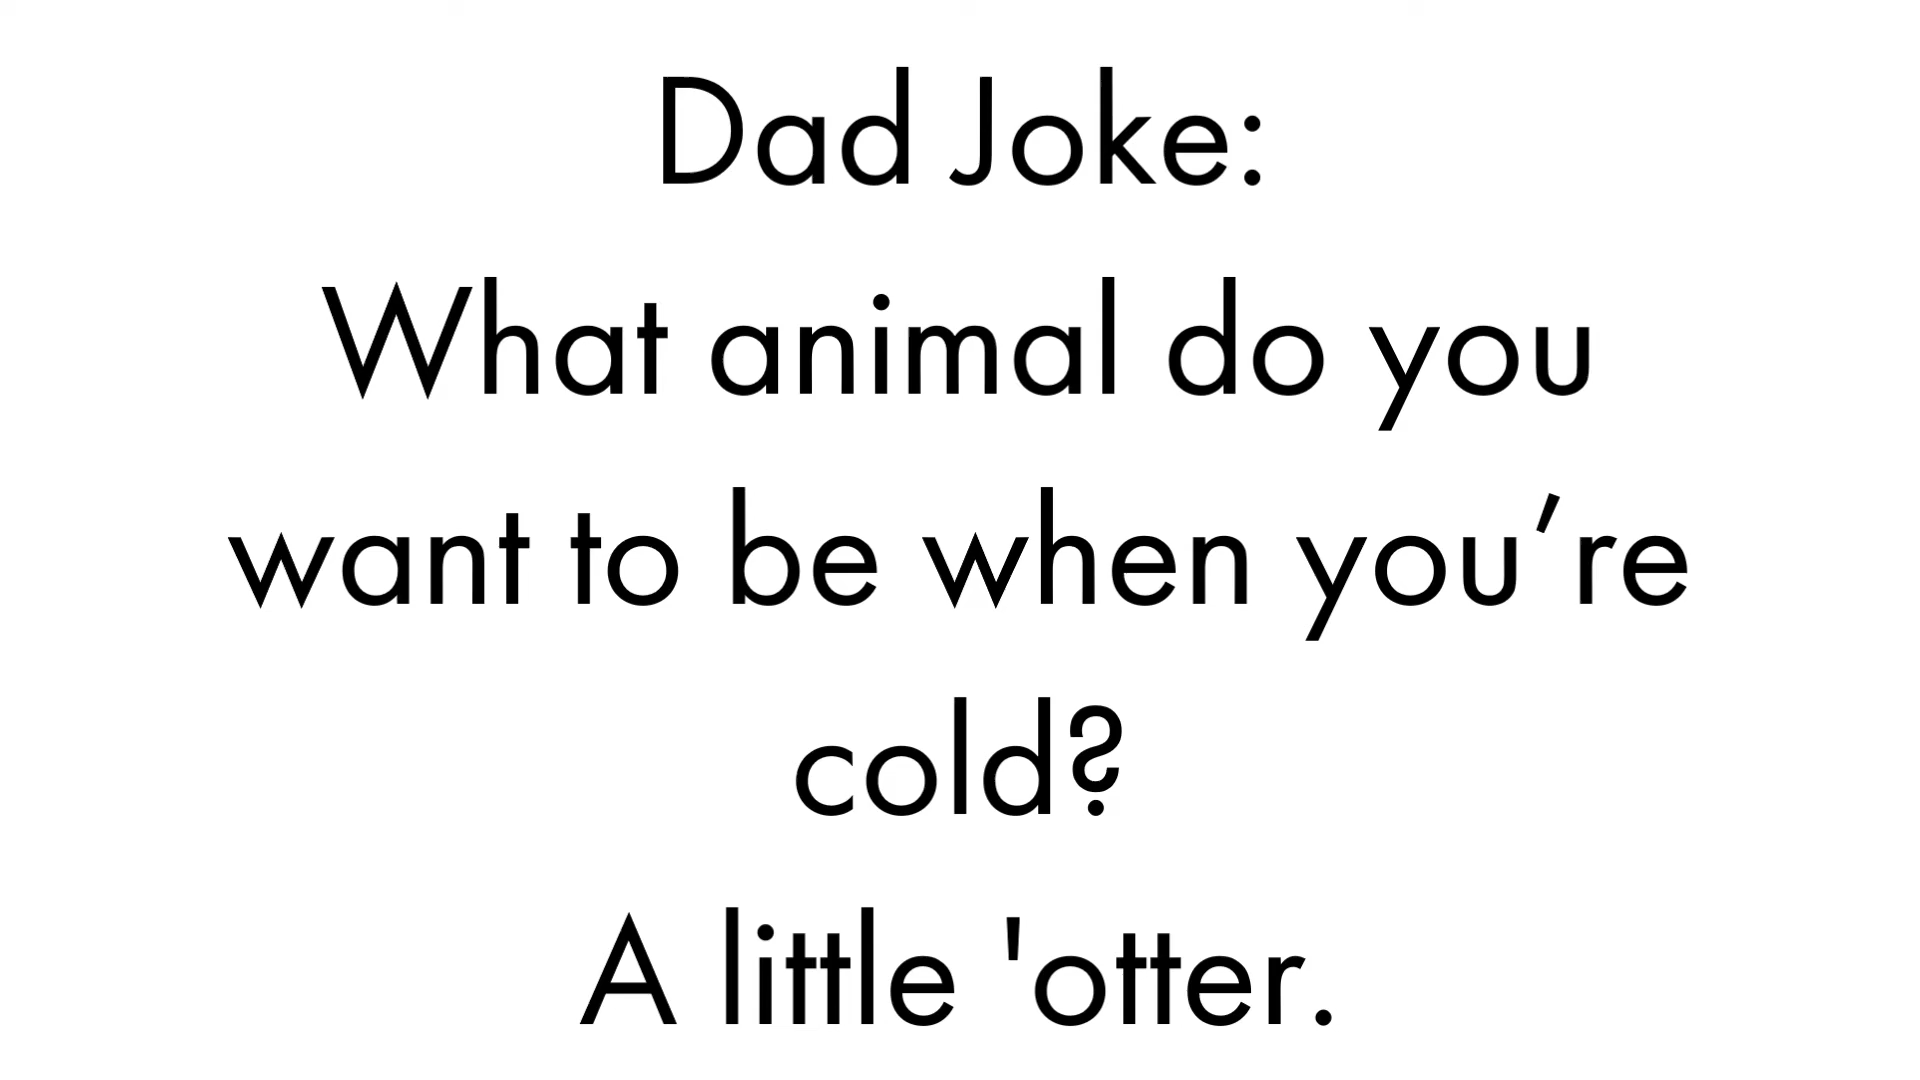 Dad Joke:
What animal do you
want to be when you’re
cold?
A little 'otter.